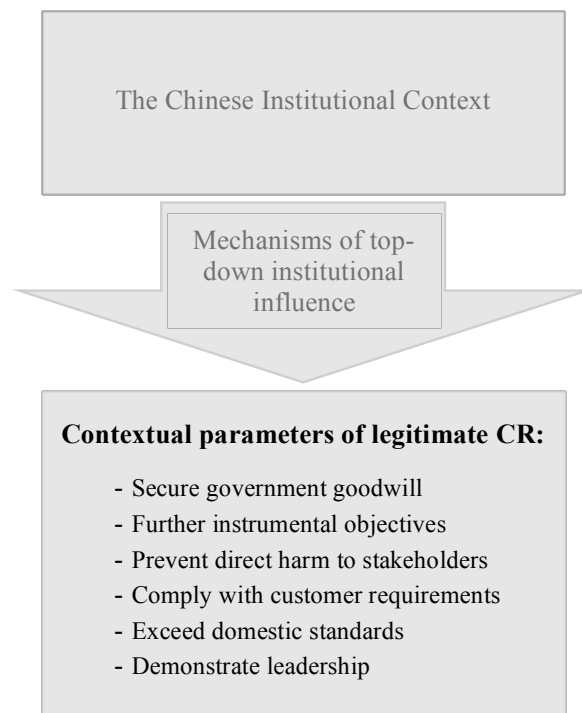 The Chinese Institutional Context
Mechanisms of top-
down institutional
influence
Contextual parameters of legitimate CR:
- Secure government goodwill
- Further instrumental objectives
- Prevent direct harm to stakeholders
- Comply with customer requirements
- Exceed domestic standards
- Demonstrate leadership